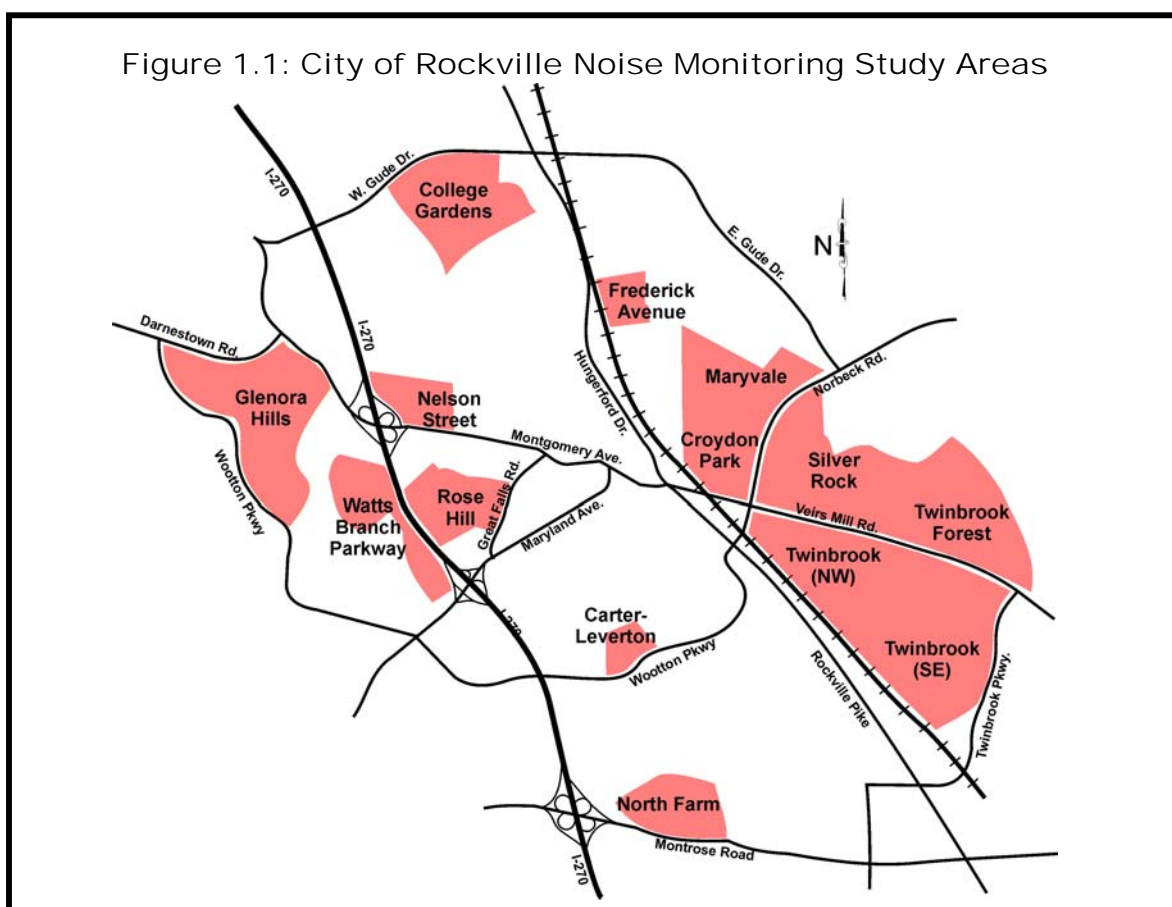 Figure 1.1: City of Rockville Noise Monitoring Study Areas
I-270
W. Gude Dr.
College
Gardens
E. Gude Dr.
N
Frederick
Avenue
Darnestown Rd.
I-270
Hungerford Dr.
Maryvale
Norbeck Rd.
Glenora
Hills
Nelson
Street
Montgomery Ave.
Croydon
Park
Silver
Rock
Wootton Pkwy
Watts
Branch
Parkway
Rose
Hill
Great Falls Rd.
Maryland Ave.
Veirs Mill Rd.
Twinbrook
Forest
Twinbrook
(NW)
I-270
Carter-
Leverton
Wootton Pkwy
Twinbrook
(SE)
Rockville Pike
Twinbrook Pkwy.
North Farm
Montrose Road
I-270